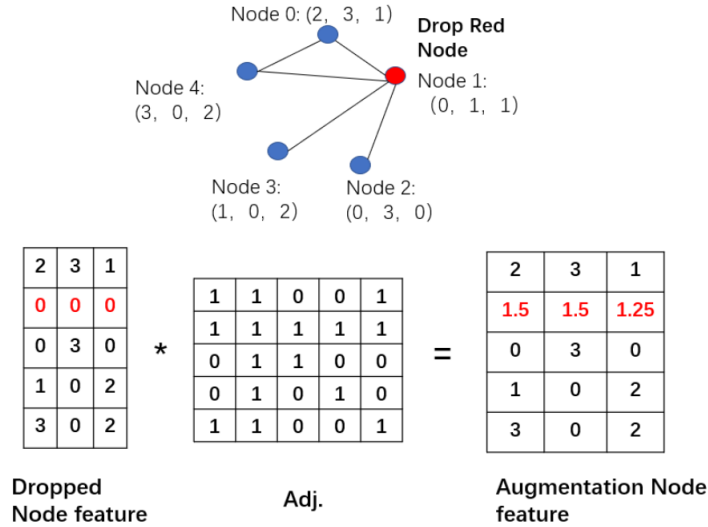 Node 0: (2, 3, 1)
Drop Red
Node
Node 4:
(3, 0, 2)
Node 1:
(0, 1, 1)
Node 3:
(1, 0, 2)
Node 2:
(0, 3, 0)
2 3 1
0 0 0
0 3 0
1 0 2
3 0 2
*
1 1 0 0 1
1 1 1 1 1
0 1 1 0 0
0 1 0 1 0
1 1 0 0 1
=
2 3 1
1.5 1.5 1.25
0 3 0
1 0 2
3 0 2
Dropped
Node feature
Adj.
Augmentation Node
feature